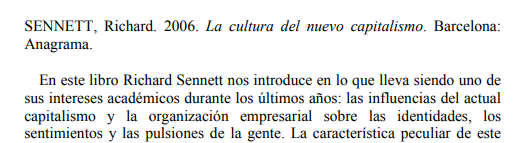 SENNETT, Richard. 2006. La cultura del nuevo capitalismo. Barcelona:
Anagrama.
En este libro Richard Sennett nos introduce en lo que lleva siendo uno de
sus intereses académicos durante los últimos años: las influencias del actual
capitalismo y la organización empresarial sobre las identidades, los
sentimientos y las pulsiones de la gente. La característica peculiar de este